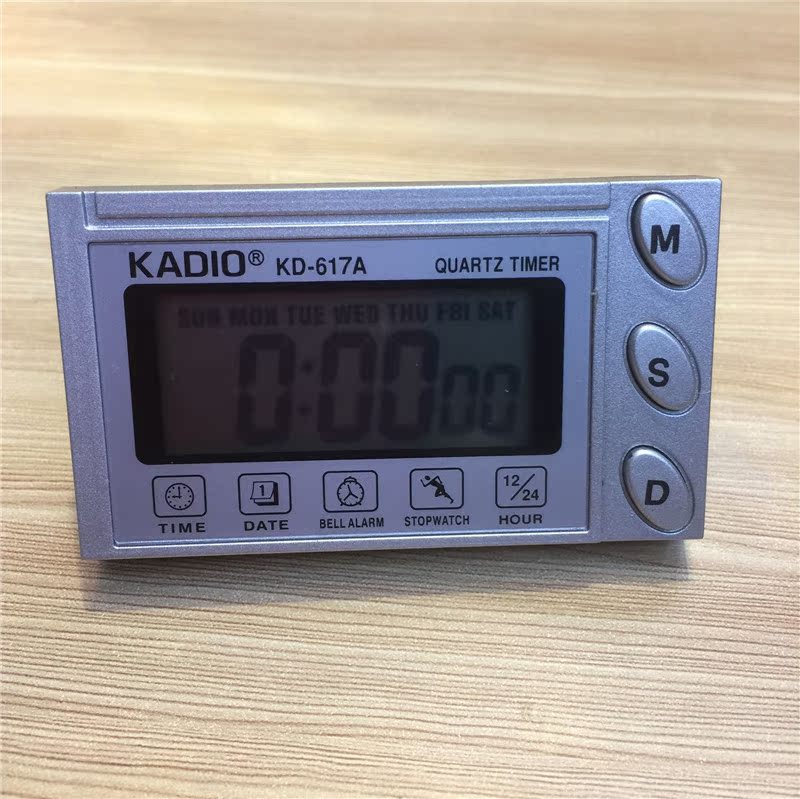 KADIO® KD-617A QUARTZ TIMER
SUN MON TUE WED THU FRI SAT
0:00 00
1
12/24
TIME DATE BELL ALARM STOPWATCH HOUR
M
S
D